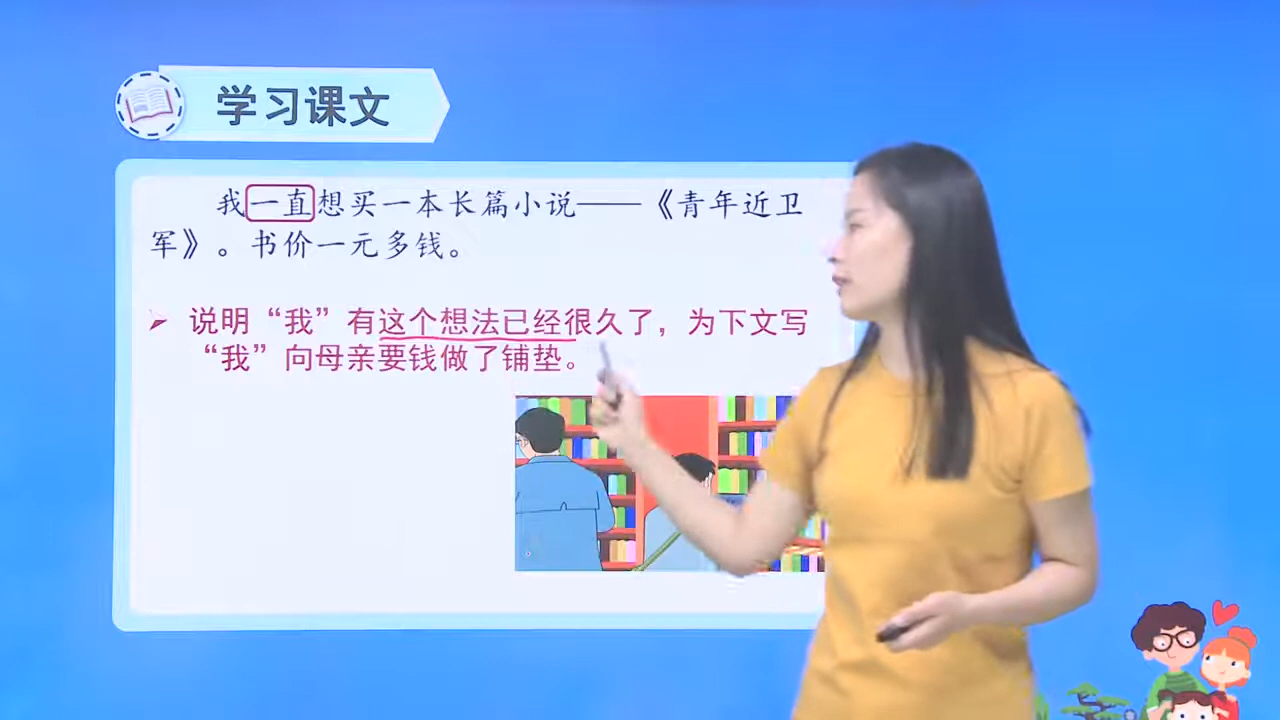 学习课文
我一直想买一本长篇小说——《青年近卫
军》。书价一元多钱。
说明“我”有这个想法已经很久了，为下文写
“我”向母亲要钱做了铺垫。